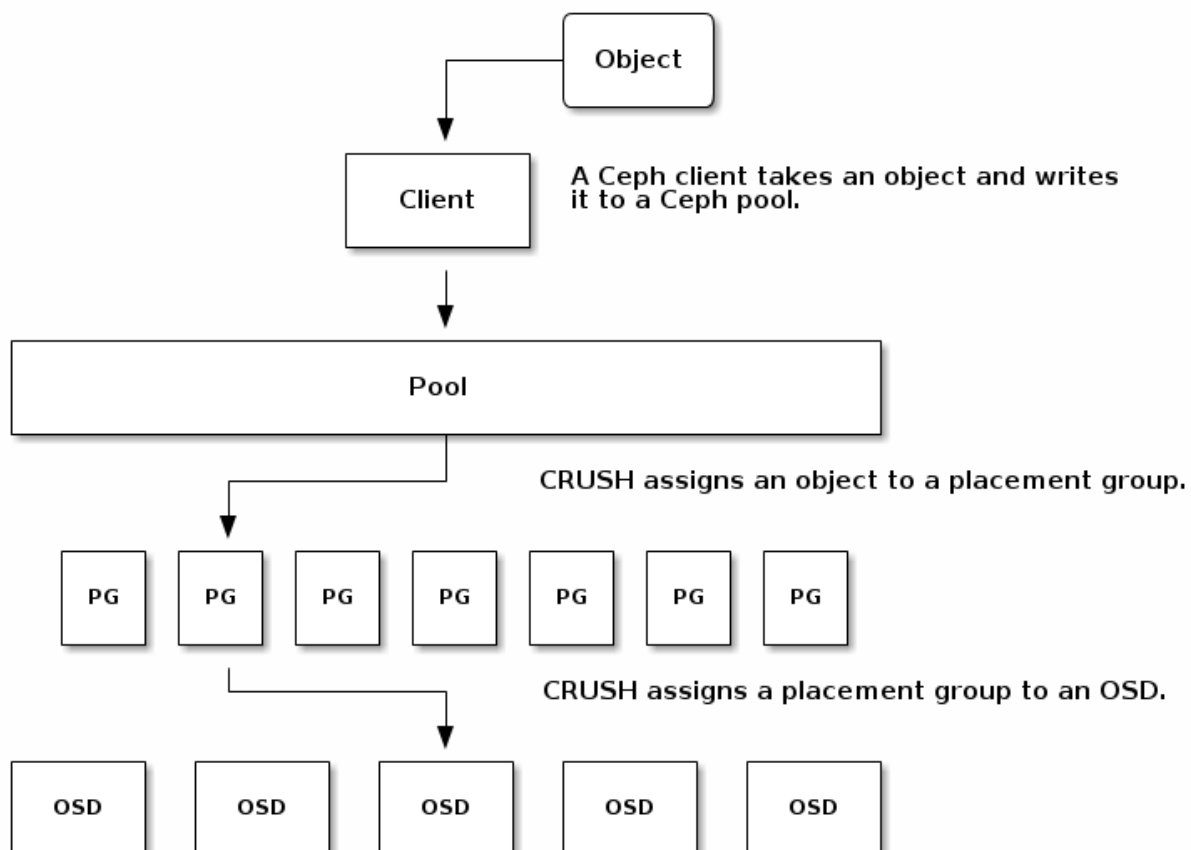 Object
Client
A Ceph client takes an object and writes
it to a Ceph pool.
Pool
CRUSH assigns an object to a placement group.
PG PG PG PG PG PG PG
CRUSH assigns a placement group to an OSD.
OSD OSD OSD OSD OSD